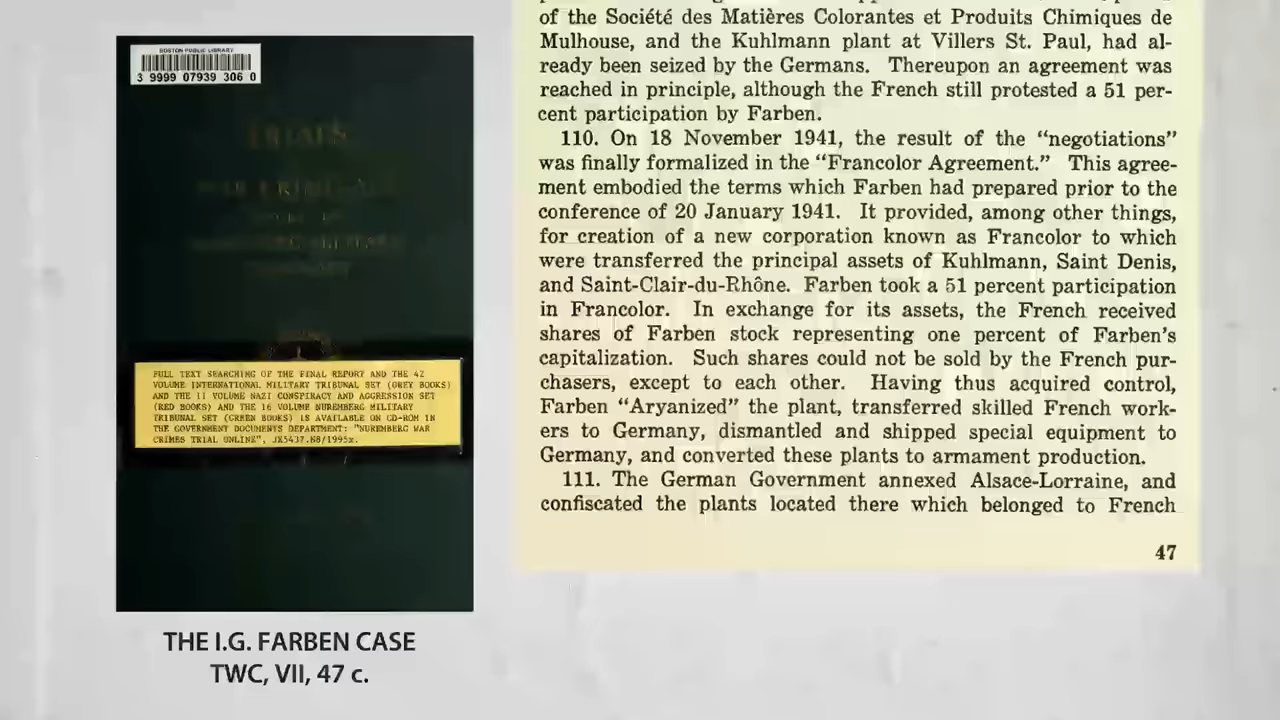 BOSTON PUBLIC LIBRARY
3 9999 07939 306 0
TRIALS
FULL TEXT SEARCHING OF THE FINAL REPORT AND THE 42
VOLUME INTERNATIONAL MILITARY TRIBUNAL SET (GREY BOOKS)
AND THE 11 VOLUME NAZI CONSPIRACY AND AGGRESSION SET
(RED BOOKS) AND THE 16 VOLUME NUREMBERG MILITARY
TRIBUNAL SET (GREEN BOOKS) IS AVAILABLE ON CD-ROM IN
THE GOVERNMENT DOCUMENTS DEPARTMENT: "NUREMBERG WAR
CRIMES TRIAL ONLINE", JX5437.N8/1995x.
THE I.G. FARBEN CASE
TWC, VII, 47 c.
of the Société des Matières Colorantes et Produits Chimiques de
Mulhouse, and the Kuhlmann plant at Villers St. Paul, had al-
ready been seized by the Germans. Thereupon an agreement was
reached in principle, although the French still protested a 51 per-
cent participation by Farben.
110. On 18 November 1941, the result of the “negotiations”
was finally formalized in the “Francolor Agreement.” This agree-
ment embodied the terms which Farben had prepared prior to the
conference of 20 January 1941. It provided, among other things,
for creation of a new corporation known as Francolor to which
were transferred the principal assets of Kuhlmann, Saint Denis,
and Saint-Clair-du-Rhône. Farben took a 51 percent participation
in Francolor. In exchange for its assets, the French received
shares of Farben stock representing one percent of Farben’s
capitalization. Such shares could not be sold by the French pur-
chasers, except to each other. Having thus acquired control,
Farben “Aryanized” the plant, transferred skilled French work-
ers to Germany, dismantled and shipped special equipment to
Germany, and converted these plants to armament production.
111. The German Government annexed Alsace-Lorraine, and
confiscated the plants located there which belonged to French
47